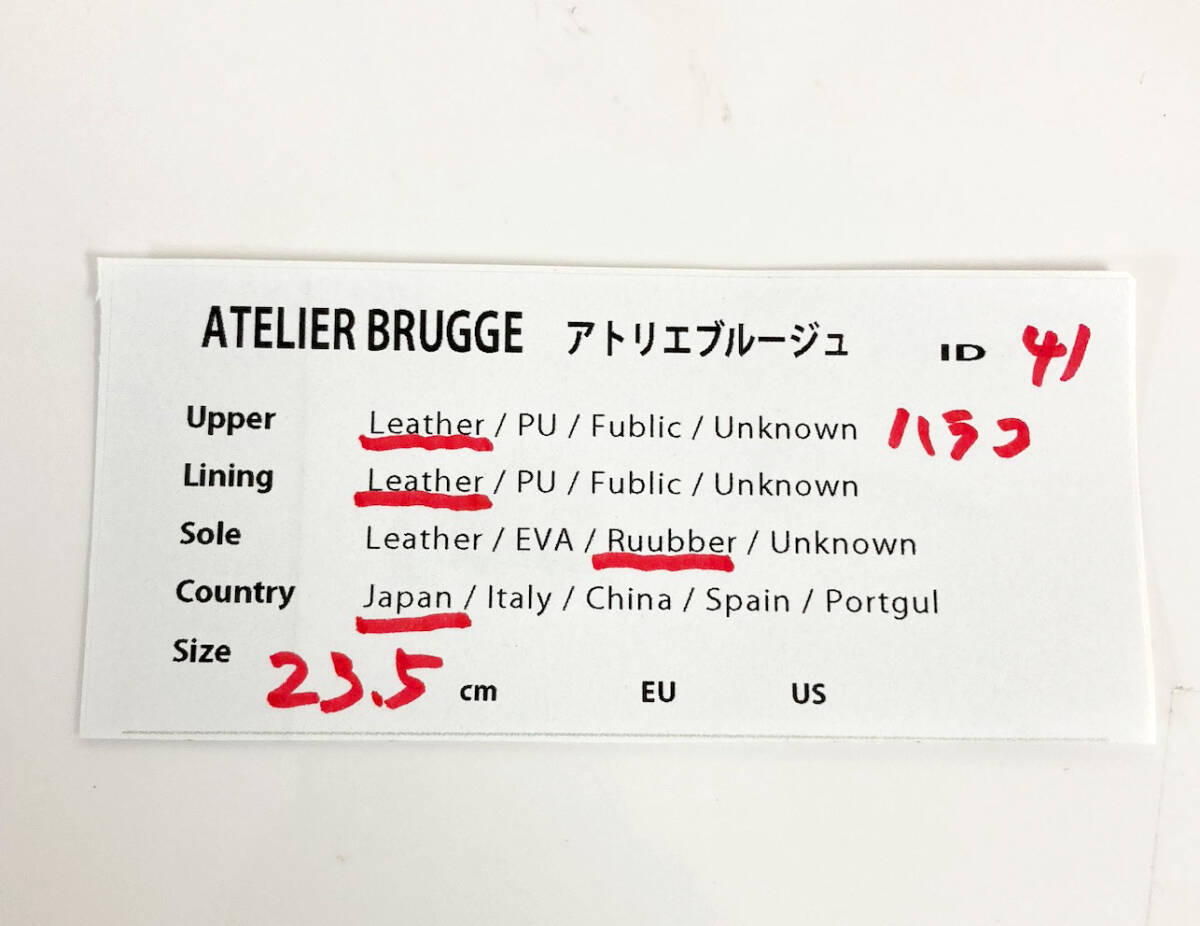 ATELIER BRUGGE アトリエブルージュ ID 41
Upper Leather / PU / Fublic / Unknown ハラコ
Lining Leather / PU / Fublic / Unknown
Sole Leather / EVA / Ruubber / Unknown
Country Japan / Italy / China / Spain / Portgul
Size 23.5 cm EU US